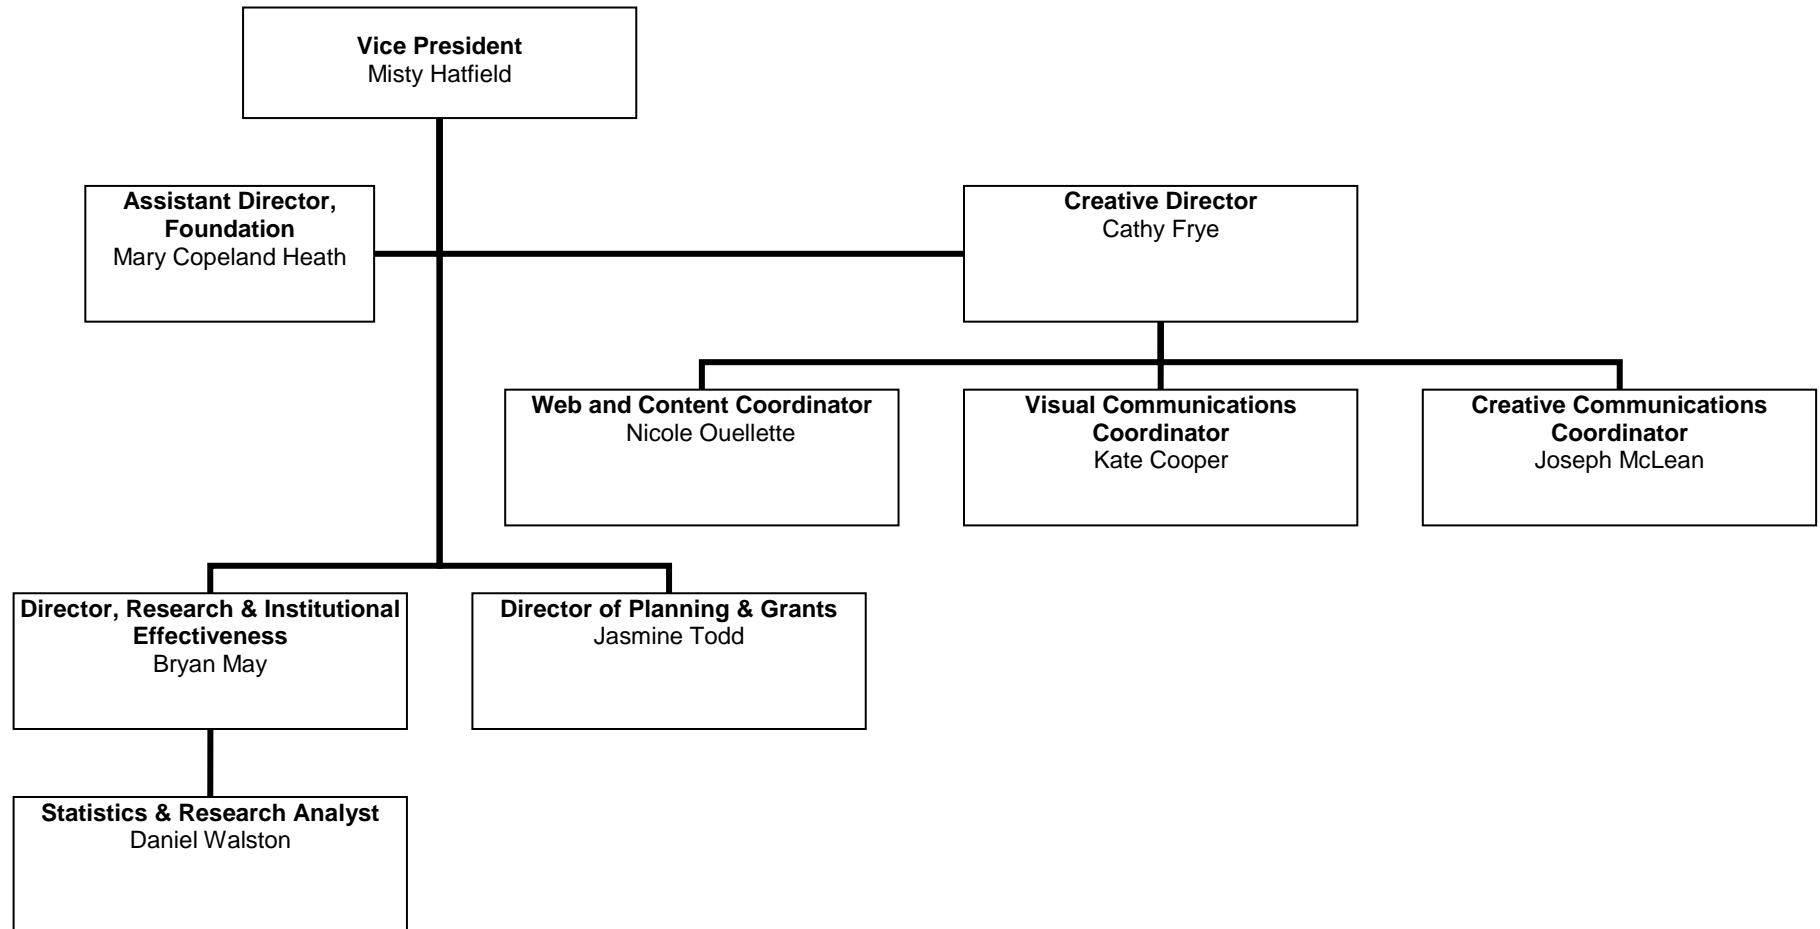 Vice President
Misty Hatfield
Assistant Director,
Foundation
Mary Copeland Heath
Creative Director
Cathy Frye
Web and Content Coordinator
Nicole Ouellette
Visual Communications
Coordinator
Kate Cooper
Creative Communications
Coordinator
Joseph McLean
Director, Research & Institutional
Effectiveness
Bryan May
Director of Planning & Grants
Jasmine Todd
Statistics & Research Analyst
Daniel Walston